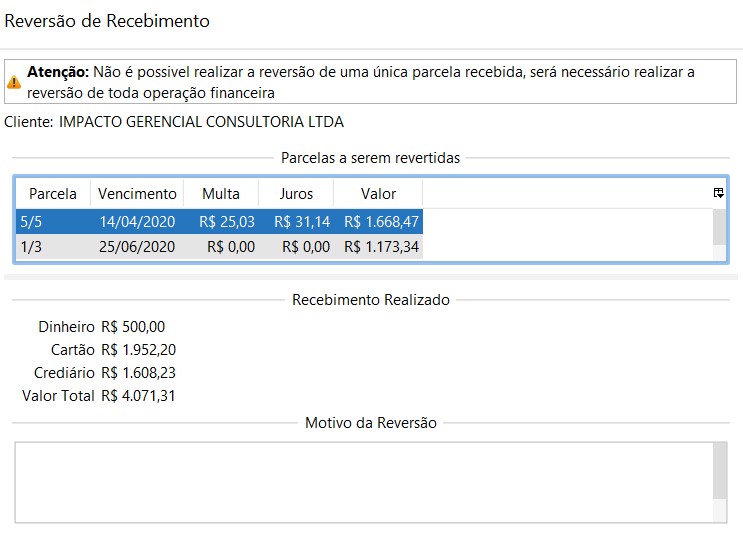 Reversão de Recebimento
Atenção: Não é possivel realizar a reversão de uma única parcela recebida, será necessário realizar a
reversão de toda operação financeira
Cliente: IMPACTO GERENCIAL CONSULTORIA LTDA
Parcelas a serem revertidas
Parcela Vencimento Multa Juros Valor
5/5 14/04/2020 R$ 25,03 R$ 31,14 R$ 1.668,47
1/3 25/06/2020 R$ 0,00 R$ 0,00 R$ 1.173,34
Recebimento Realizado
Dinheiro R$ 500,00
Cartão R$ 1.952,20
Crediário R$ 1.608,23
Valor Total R$ 4.071,31
Motivo da Reversão